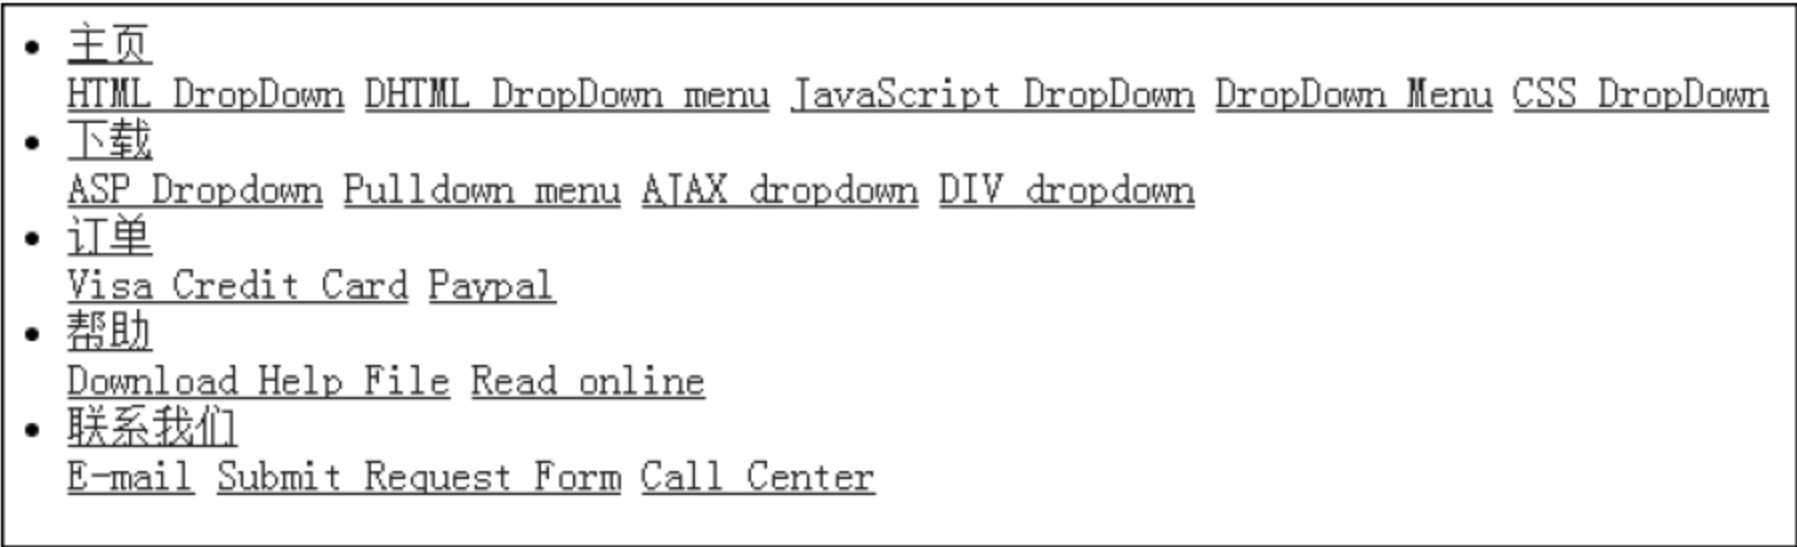 主页
HTML DropDown DHTML DropDown menu JavaScript DropDown DropDown Menu CSS DropDown
下载
ASP Dropdown Pulldown menu AJAX dropdown DIV dropdown
订单
Visa Credit Card Paypal
帮助
Download Help File Read online
联系我们
E-mail Submit Request Form Call Center